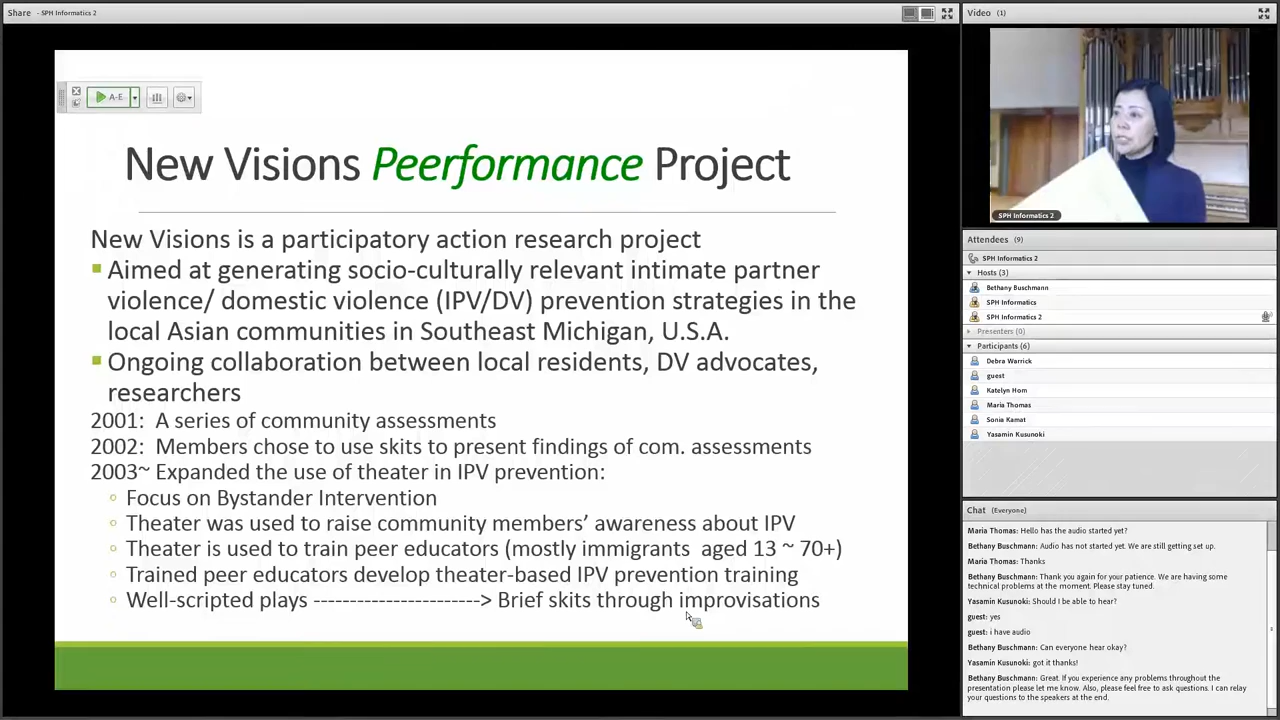 Share - SPH Informatics 2
A-E
New Visions Peerformance Project
New Visions is a participatory action research project
▪ Aimed at generating socio-culturally relevant intimate partner
violence/ domestic violence (IPV/DV) prevention strategies in the
local Asian communities in Southeast Michigan, U.S.A.
▪ Ongoing collaboration between local residents, DV advocates,
researchers
2001: A series of community assessments
2002: Members chose to use skits to present findings of com. assessments
2003~ Expanded the use of theater in IPV prevention:
◦ Focus on Bystander Intervention
◦ Theater was used to raise community members’ awareness about IPV
◦ Theater is used to train peer educators (mostly immigrants aged 13 ~ 70+)
◦ Trained peer educators develop theater-based IPV prevention training
◦ Well-scripted plays ----------------------> Brief skits through improvisations
Video (1)
SPH Informatics 2
Attendees (9)
SPH Informatics 2
Hosts (3)
Bethany Buschmann
SPH Informatics
SPH Informatics 2
Presenters (0)
Participants (6)
Debra Warrick
guest
Katelyn Hom
Maria Thomas
Sonia Kamat
Yasamin Kusunoki
Chat (Everyone)
Maria Thomas: Hello has the audio started yet?
Bethany Buschmann: Audio has not started yet. We are still getting set up.
Maria Thomas: Thanks
Bethany Buschmann: Thank you again for your patience. We are having some
technical problems at the moment. Please stay tuned.
Yasamin Kusunoki: Should I be able to hear?
guest: yes
guest: i have audio
Bethany Buschmann: Can everyone hear okay?
Yasamin Kusunoki: got it thanks!
Bethany Buschmann: Great. If you experience any problems throughout the
presentation please let me know. Also, please feel free to ask questions. I can relay
your questions to the speakers at the end.